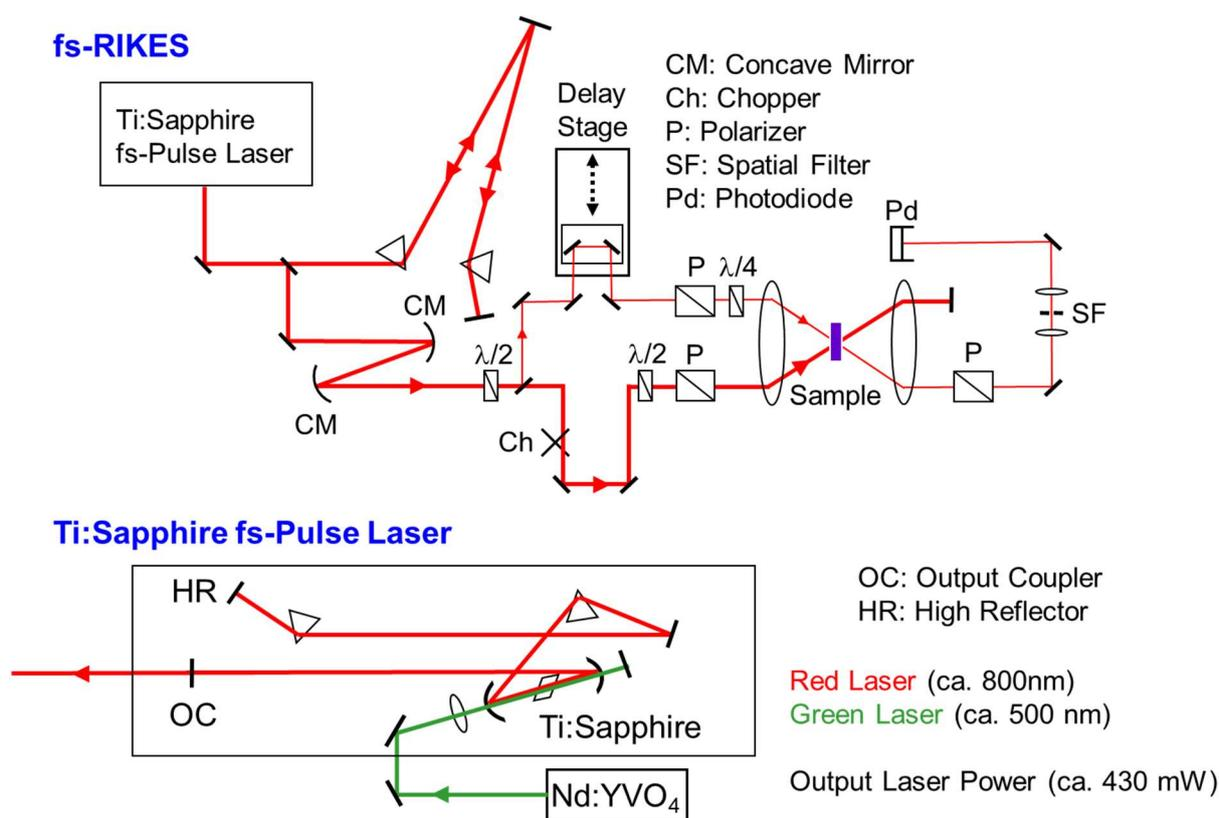 fs-RIKES
Ti:Sapphire
fs-Pulse Laser
Delay
Stage
CM: Concave Mirror
Ch: Chopper
P: Polarizer
SF: Spatial Filter
Pd: Photodiode
Pd
P
λ/4
CM
SF
λ/2
λ/2
P
P
Sample
CM
Ch
Ti:Sapphire fs-Pulse Laser
HR
OC: Output Coupler
HR: High Reflector
OC
Ti:Sapphire
Red Laser (ca. 800nm)
Green Laser (ca. 500 nm)
Nd:YVO₄
Output Laser Power (ca. 430 mW)